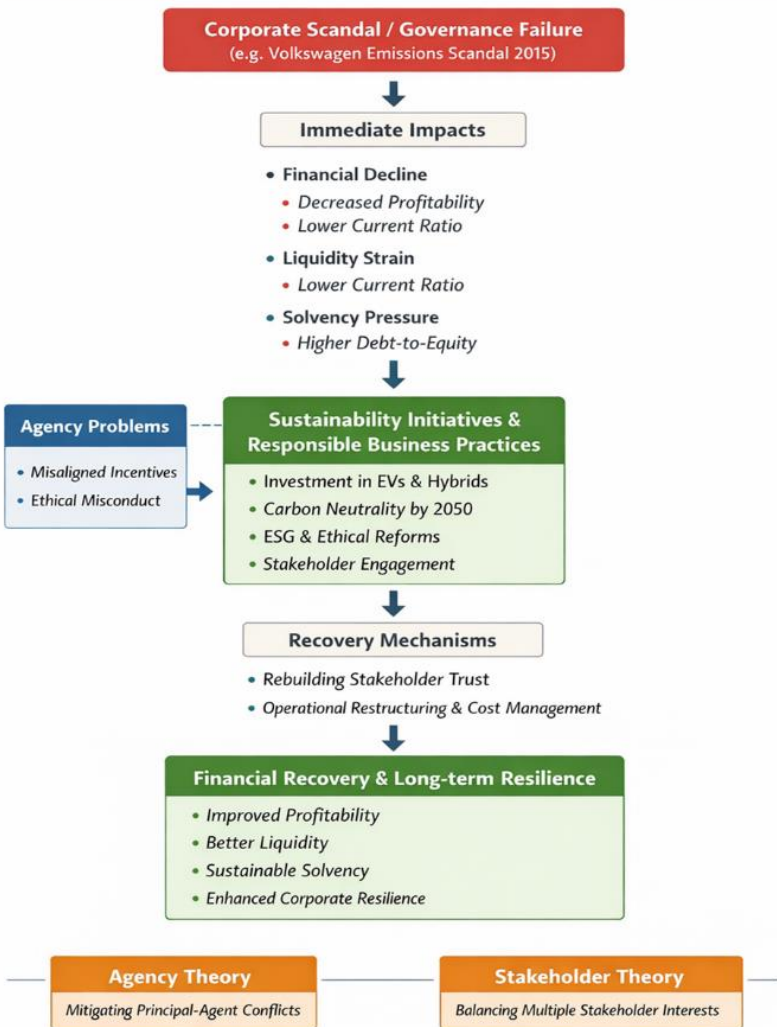 Corporate Scandal / Governance Failure
(e.g. Volkswagen Emissions Scandal 2015)
Immediate Impacts
• Financial Decline
• Decreased Profitability
• Lower Current Ratio
• Liquidity Strain
• Lower Current Ratio
• Solvency Pressure
• Higher Debt-to-Equity
Agency Problems
• Misaligned Incentives
• Ethical Misconduct
Sustainability Initiatives &
Responsible Business Practices
• Investment in EVs & Hybrids
• Carbon Neutrality by 2050
• ESG & Ethical Reforms
• Stakeholder Engagement
Recovery Mechanisms
• Rebuilding Stakeholder Trust
• Operational Restructuring & Cost Management
Financial Recovery & Long-term Resilience
• Improved Profitability
• Better Liquidity
• Sustainable Solvency
• Enhanced Corporate Resilience
Agency Theory
Mitigating Principal-Agent Conflicts
Stakeholder Theory
Balancing Multiple Stakeholder Interests